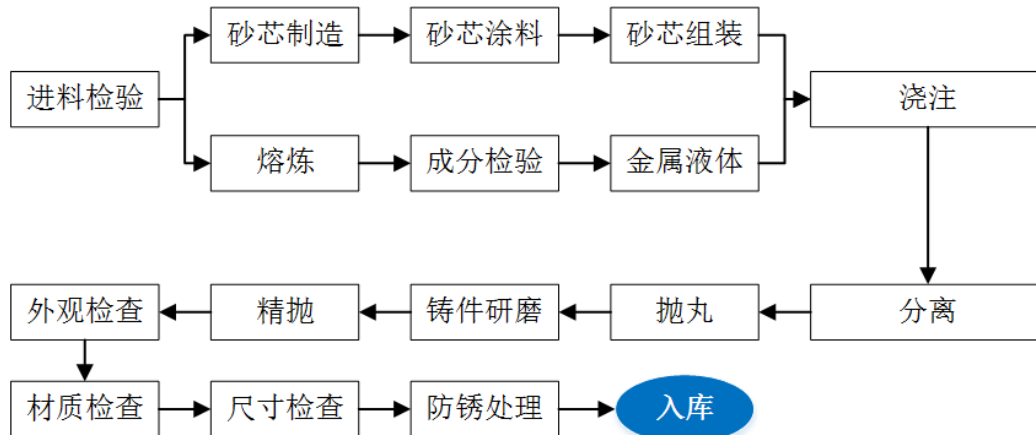 砂芯制造
砂芯涂料
砂芯组装
进料检验
浇注
熔炼
成分检验
金属液体
外观检查
精抛
铸件研磨
抛丸
分离
材质检查
尺寸检查
防锈处理
入库